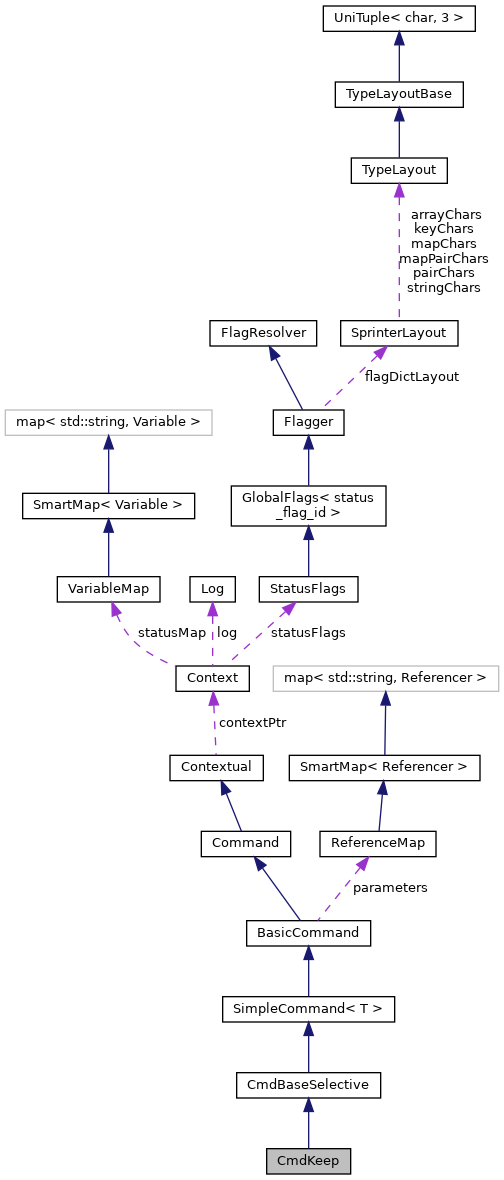 UniTuple< char, 3 >
TypeLayoutBase
TypeLayout
arrayChars
keyChars
mapChars
mapPairChars
pairChars
stringChars
FlagResolver
SprinterLayout
flagDictLayout
map< std::string, Variable >
Flagger
SmartMap< Variable >
GlobalFlags< status
_flag_id >
VariableMap
Log
StatusFlags
statusMap
log
statusFlags
Context
map< std::string, Referencer >
contextPtr
Contextual
SmartMap< Referencer >
Command
ReferenceMap
parameters
BasicCommand
SimpleCommand< T >
CmdBaseSelective
CmdKeep